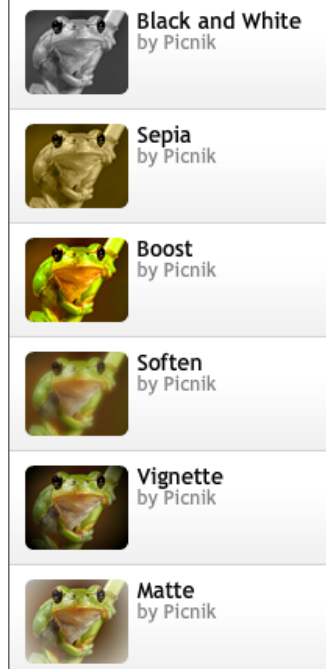 Black and White
by Picnik
Sepia
by Picnik
Boost
by Picnik
Soften
by Picnik
Vignette
by Picnik
Matte
by Picnik